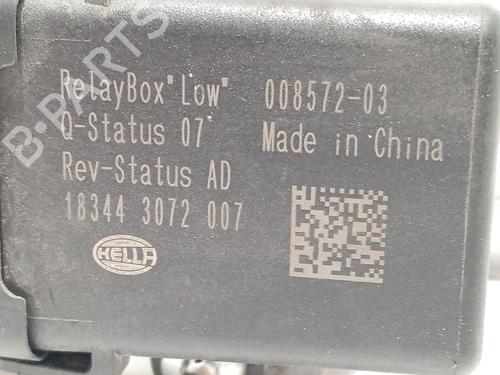 B-PARTS
RelayBox"Low" 008572-03
Q-Status 07 Made in China
Rev-Status AD
18344 3072 007
HELLA